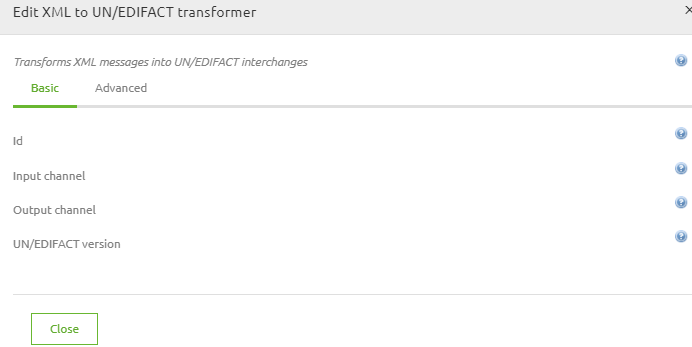 Edit XML to UN/EDIFACT transformer
×
Transforms XML messages into UN/EDIFACT interchanges
?
Basic Advanced
Id ?
Input channel ?
Output channel ?
UN/EDIFACT version ?
Close